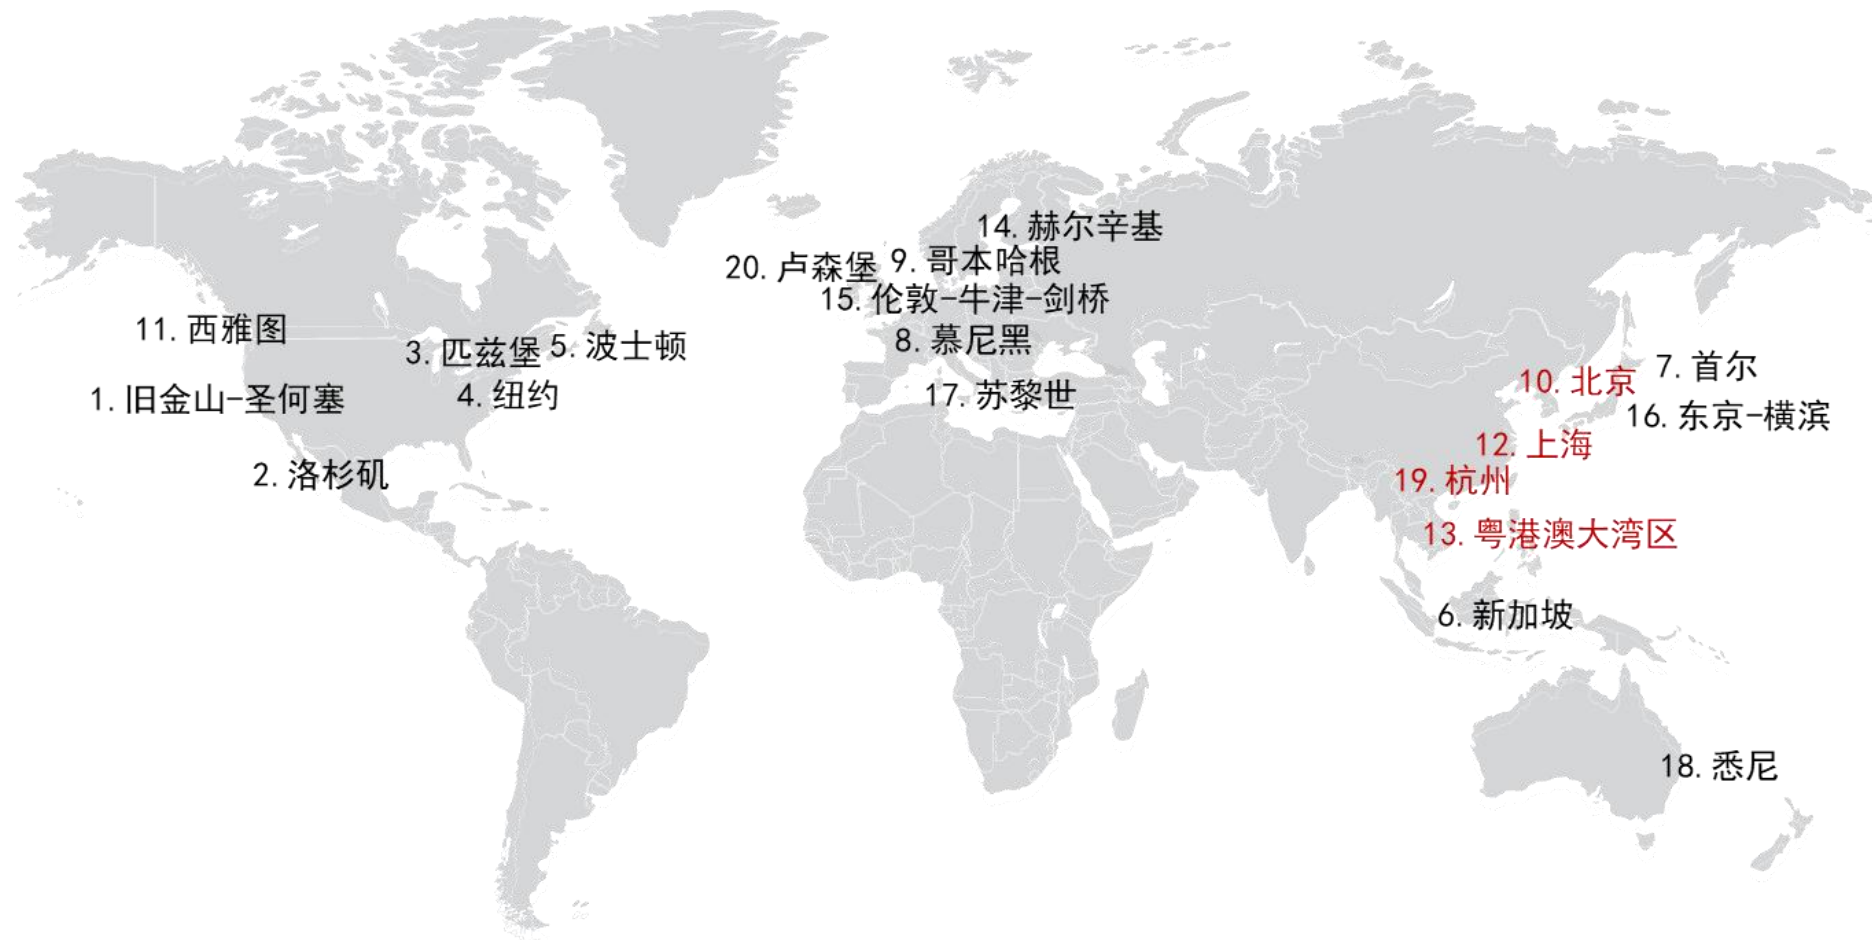 14. 赫尔辛基
20. 卢森堡
9. 哥本哈根
15. 伦敦-牛津-剑桥
11. 西雅图
3. 匹兹堡
5. 波士顿
8. 慕尼黑
7. 首尔
10. 北京
1. 旧金山-圣何塞
4. 纽约
17. 苏黎世
16. 东京-横滨
12. 上海
2. 洛杉矶
19. 杭州
13. 粤港澳大湾区
6. 新加坡
18. 悉尼